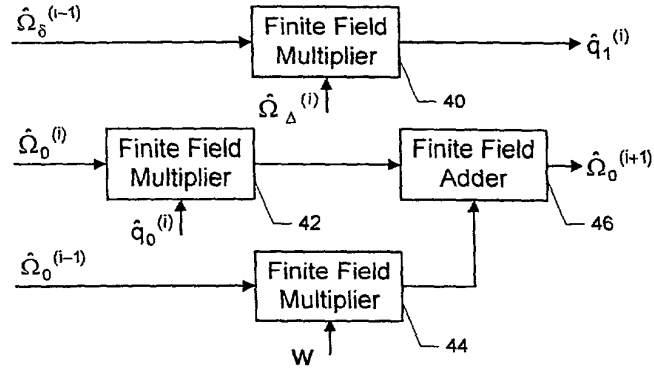 Ω̂δ^(i-1)
Finite Field
Multiplier
q̂1^(i)
Ω̂Δ^(i)
40
Ω̂0^(i)
Finite Field
Multiplier
Finite Field
Adder
Ω̂0^(i+1)
q̂0^(i)
42
46
Ω̂0^(i-1)
Finite Field
Multiplier
44
W